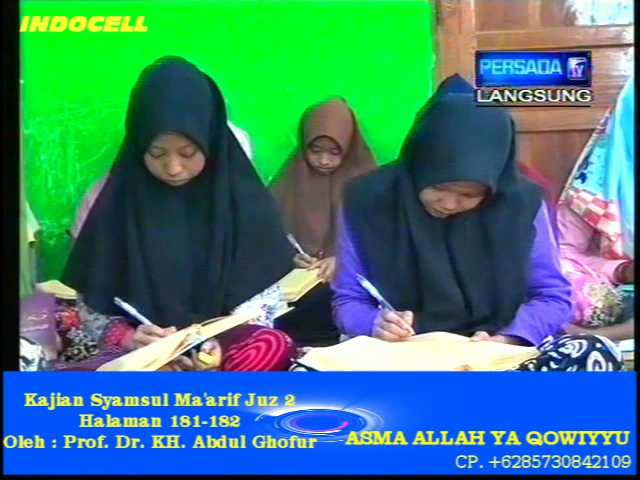 INDOCELL
PERSADA TV
LANGSUNG
Kajian Syamsul Ma'arif Juz 2
Halaman 181-182
Oleh : Prof. Dr. KH. Abdul Ghofur
ASMA ALLAH YA QOWIYYU
CP. +6285730842109